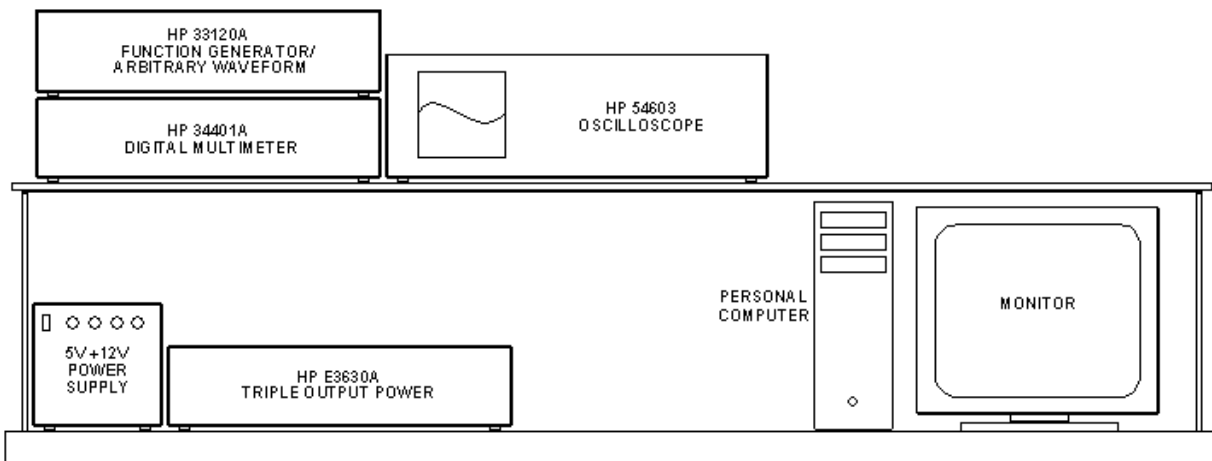 HP 33120A
FUNCTION GENERATOR/
ARBITRARY WAVEFORM
HP 34401A
DIGITAL MULTIMETER
HP 54603
OSCILLOSCOPE
PERSONAL
COMPUTER
MONITOR
5V+12V
POWER
SUPPLY
HP E3630A
TRIPLE OUTPUT POWER